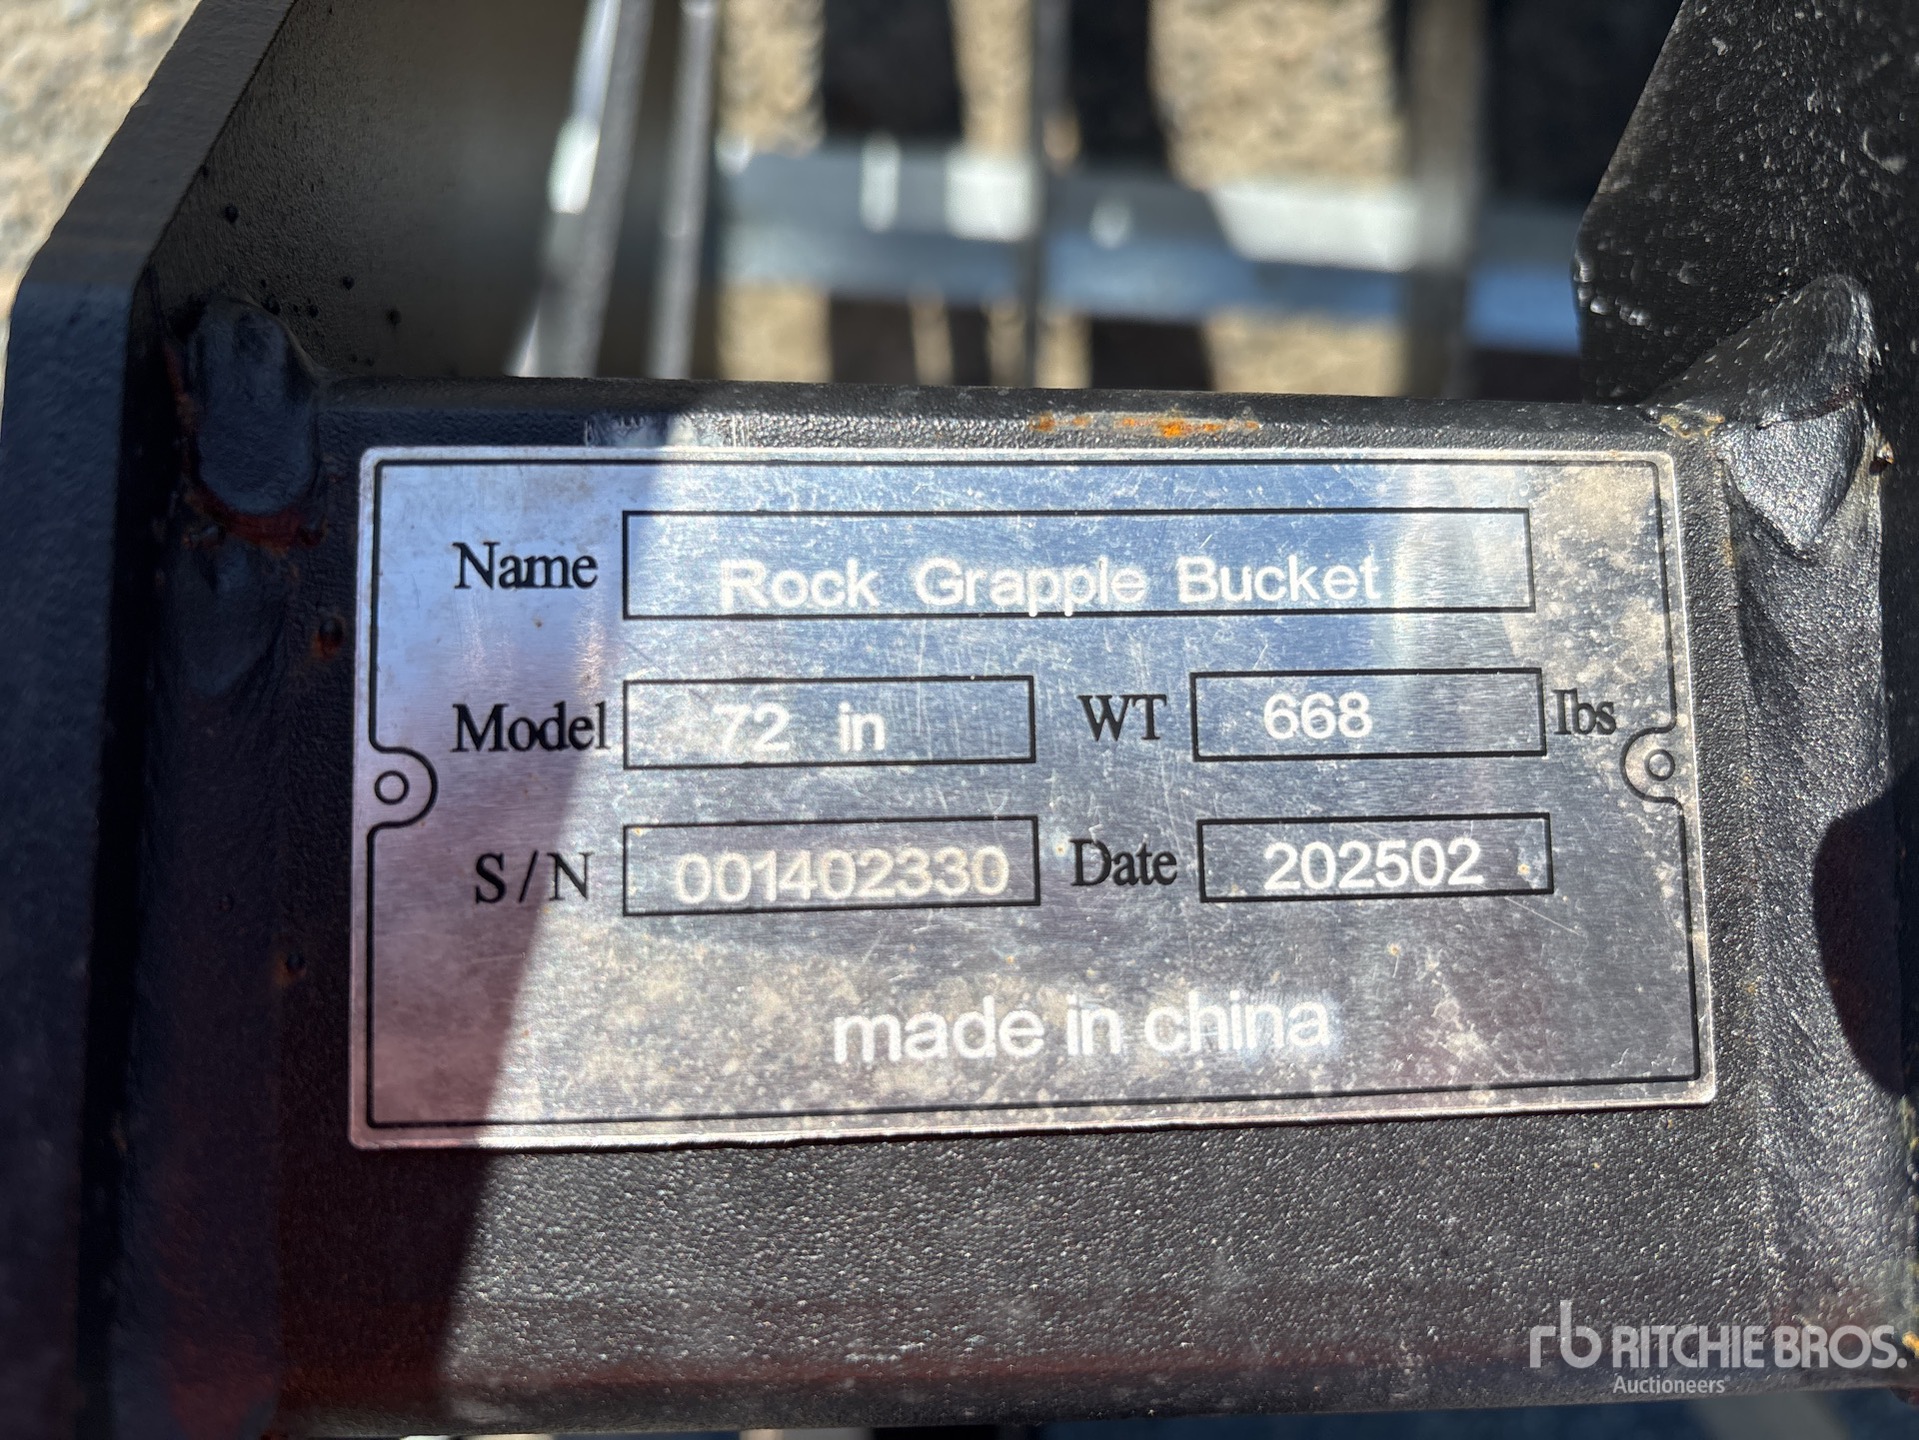 Name Rock Grapple Bucket
Model 72 in WT 668 lbs
S/N 001402330 Date 202502
made in china
rb RITCHIE BROS.
Auctioneers